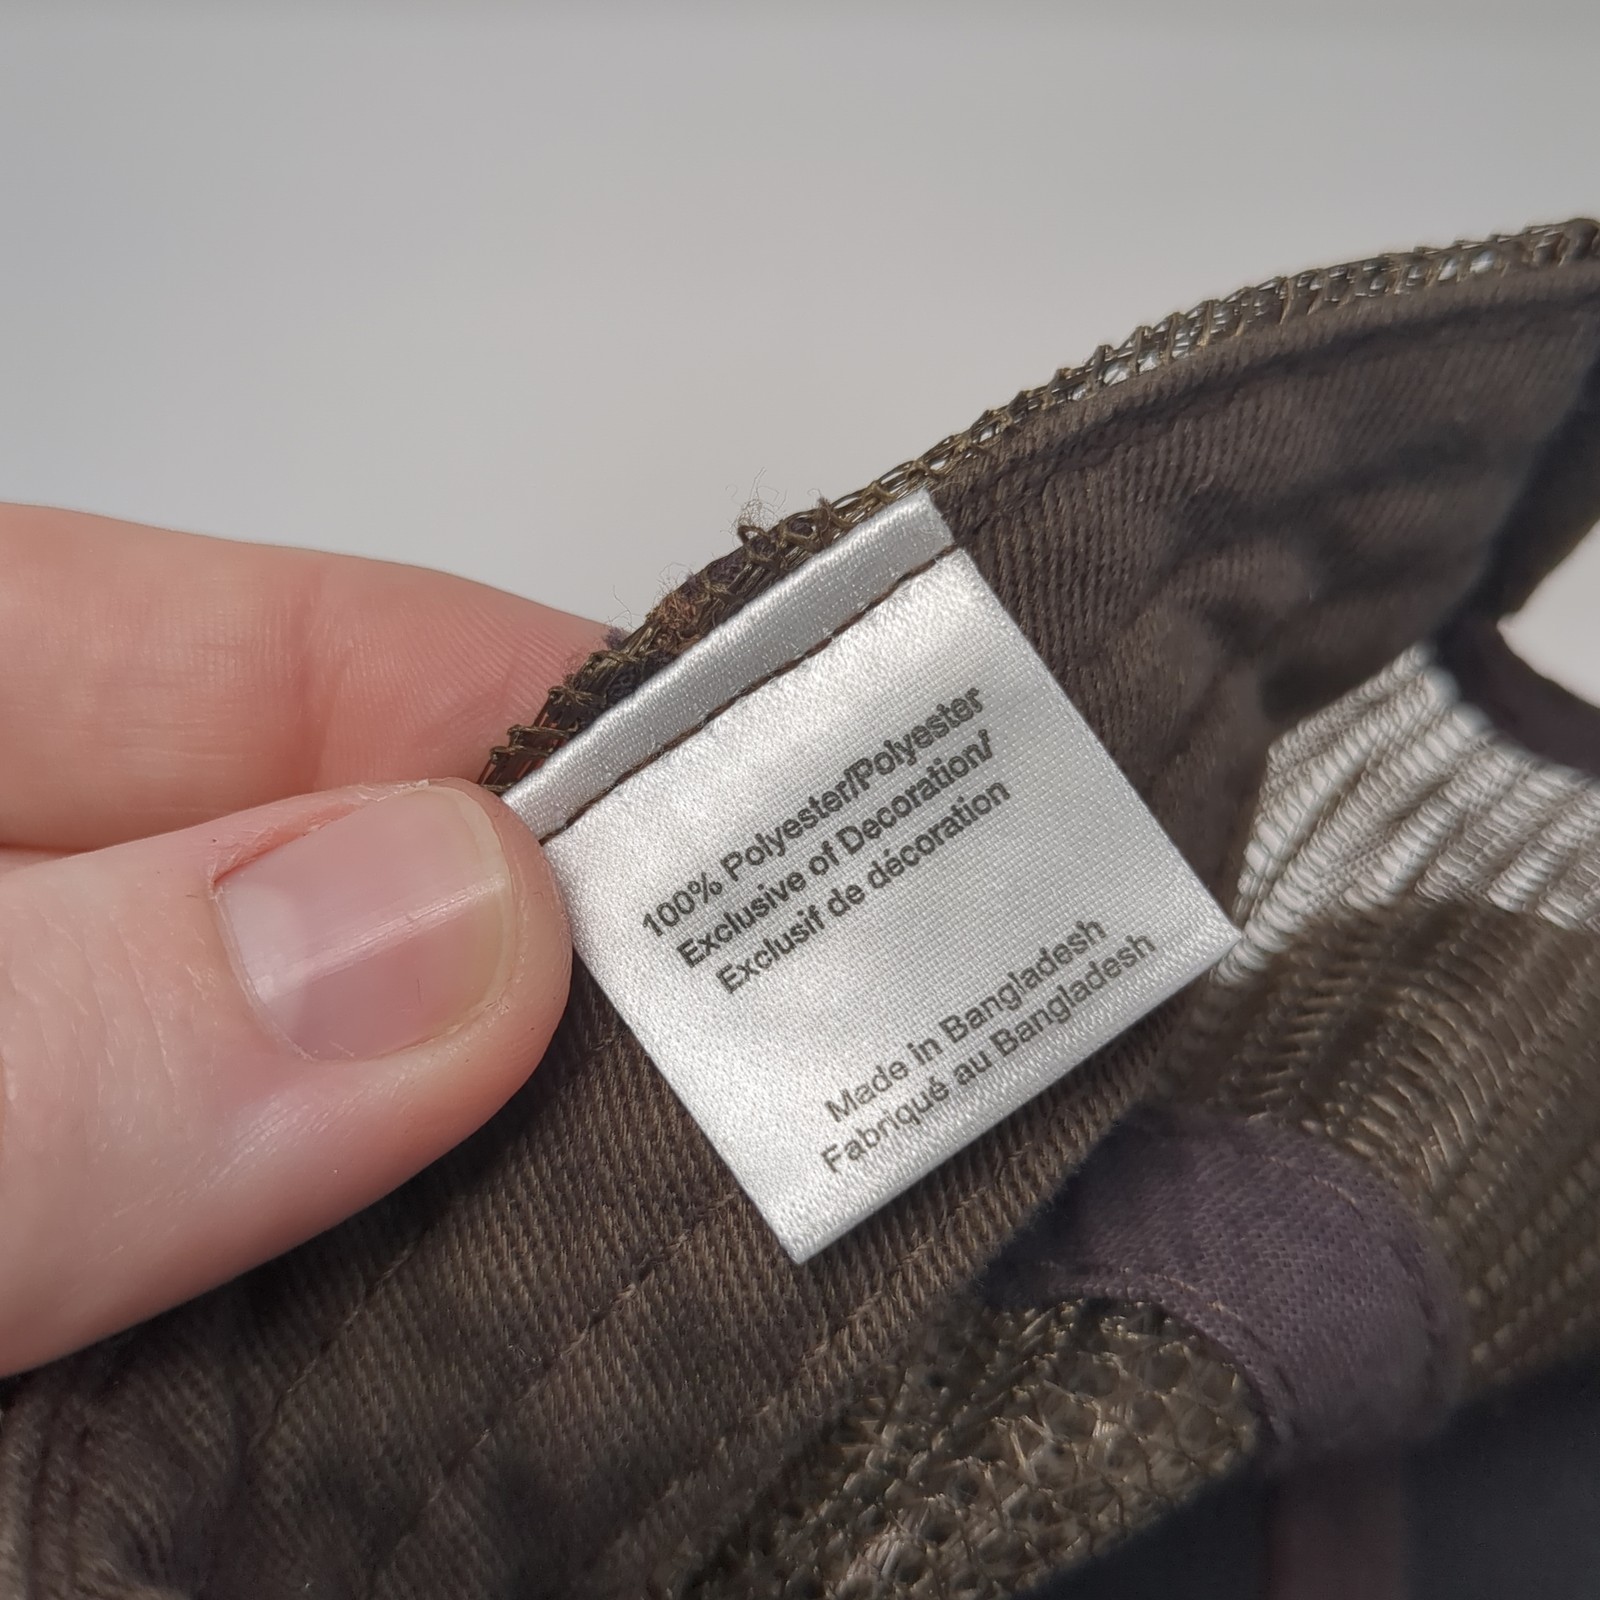 100% Polyester/Polyester
Exclusive of Decoration/
Exclusif de décoration
Made in Bangladesh
Fabriqué au Bangladesh